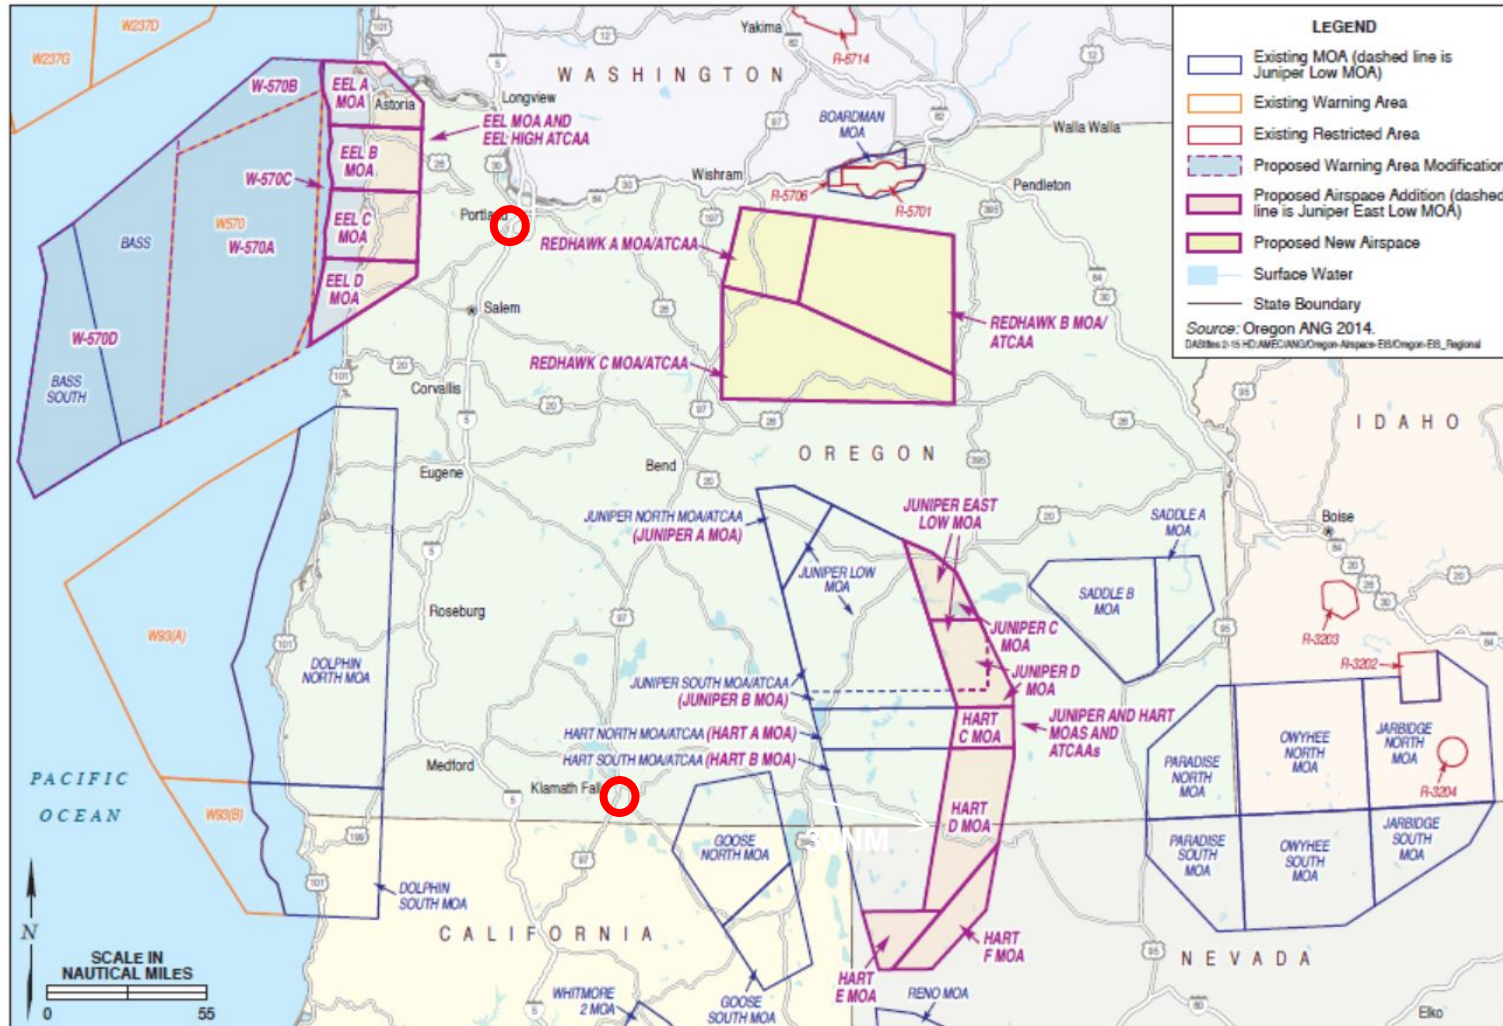 W237D
W237G
W-570B
W-570C
W570
W-570A
BASS
W-570D
BASS
SOUTH
EEL A
MOA
Astoria
EEL B
MOA
EEL C
MOA
EEL D
MOA
EEL MOA AND
EEL HIGH ATCAA
Longview
WASHINGTON
Yakima
R-6714
BOARDMAN
MOA
Walla Walla
Wishram
R-5706
R-5701
Pendleton
Portland
Salem
Corvallis
Eugene
Bend
OREGON
REDHAWK A MOA/ATCAA
REDHAWK B MOA/
ATCAA
REDHAWK C MOA/ATCAA
LEGEND
Existing MOA (dashed line is
Juniper Low MOA)
Existing Warning Area
Existing Restricted Area
Proposed Warning Area Modification
Proposed Airspace Addition (dashed
line is Juniper East Low MOA)
Proposed New Airspace
Surface Water
State Boundary
Source: Oregon ANG 2014.
IDAHO
Boise
JUNIPER NORTH MOA/ATCAA
(JUNIPER A MOA)
JUNIPER LOW
MOA
JUNIPER EAST
LOW MOA
SADDLE A
MOA
SADDLE B
MOA
JUNIPER C
MOA
JUNIPER D
MOA
JUNIPER SOUTH MOA/ATCAA
(JUNIPER B MOA)
HART NORTH MOA/ATCAA (HART A MOA)
HART SOUTH MOA/ATCAA (HART B MOA)
HART
C MOA
JUNIPER AND HART
MOAS AND
ATCAAs
HART
D MOA
HART
E MOA
HART
F MOA
R-3203
R-3202
R-3204
PARADISE
NORTH
MOA
OWYHEE
NORTH
MOA
JARBIDGE
NORTH
MOA
PARADISE
SOUTH
MOA
OWYHEE
SOUTH
MOA
JARBIDGE
SOUTH
MOA
W93(A)
W93(B)
DOLPHIN
NORTH MOA
DOLPHIN
SOUTH MOA
Roseburg
Medford
Klamath Fall
PACIFIC
OCEAN
GOOSE
NORTH MOA
GOOSE
SOUTH MOA
WHITMORE
2 MOA
RENO MOA
CALIFORNIA
NEVADA
Elko
N
SCALE IN
NAUTICAL MILES
0 55